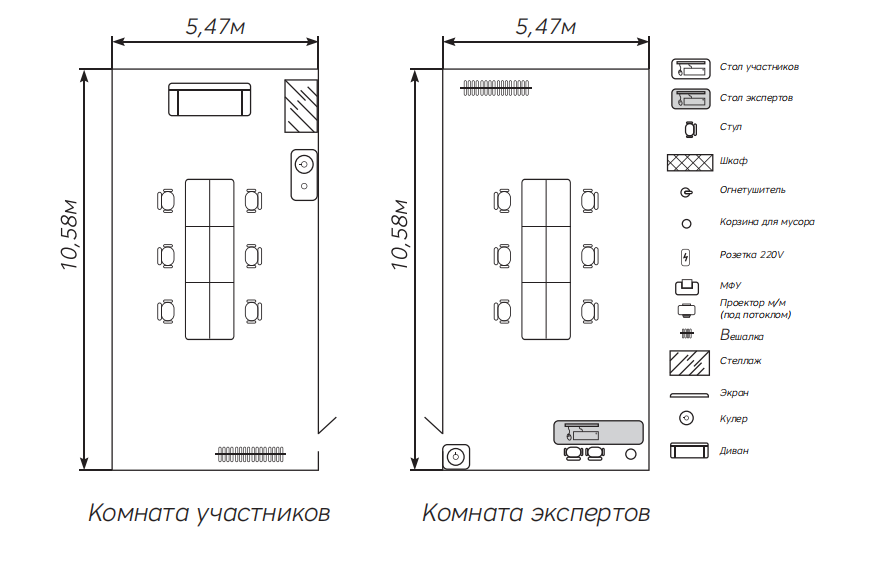 5,47м
5,47м
10,58м
10,58м
Стол участников
Стол экспертов
Стул
Шкаф
Огнетушитель
Корзина для мусора
Розетка 220V
МФУ
Проектор м/м
(под потоклом)
Вешалка
Стеллаж
Экран
Кулер
Диван
Комната участников
Комната экспертов